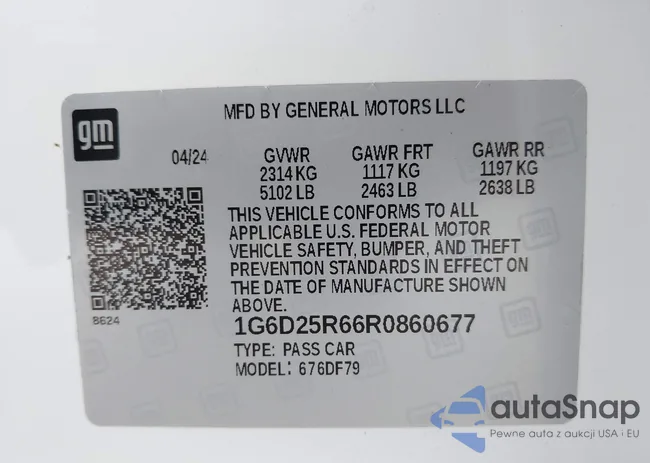 MFD BY GENERAL MOTORS LLC
gm
04/24
GVWR GAWR FRT GAWR RR
2314 KG 1117 KG 1197 KG
5102 LB 2463 LB 2638 LB
THIS VEHICLE CONFORMS TO ALL
APPLICABLE U.S. FEDERAL MOTOR
VEHICLE SAFETY, BUMPER, AND THEFT
PREVENTION STANDARDS IN EFFECT ON
THE DATE OF MANUFACTURE SHOWN
ABOVE.
8624
1G6D25R66R0860677
TYPE: PASS CAR
MODEL: 676DF79
autaSnap
Pewne auta z aukcji USA i EU